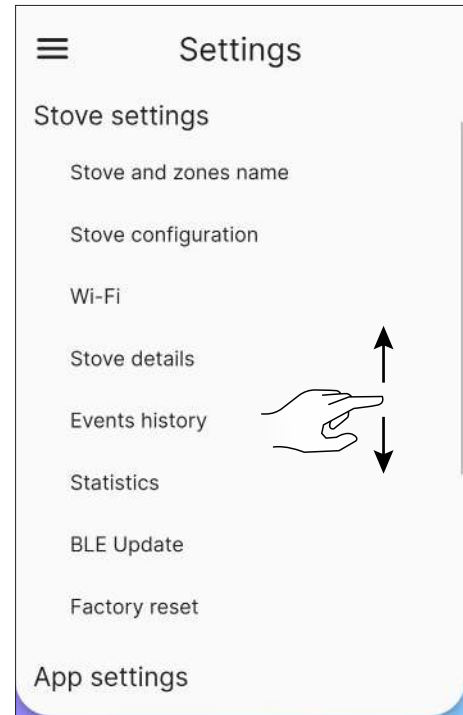 Settings
Stove settings
Stove and zones name
Stove configuration
Wi-Fi
Stove details
Events history
Statistics
BLE Update
Factory reset
App settings